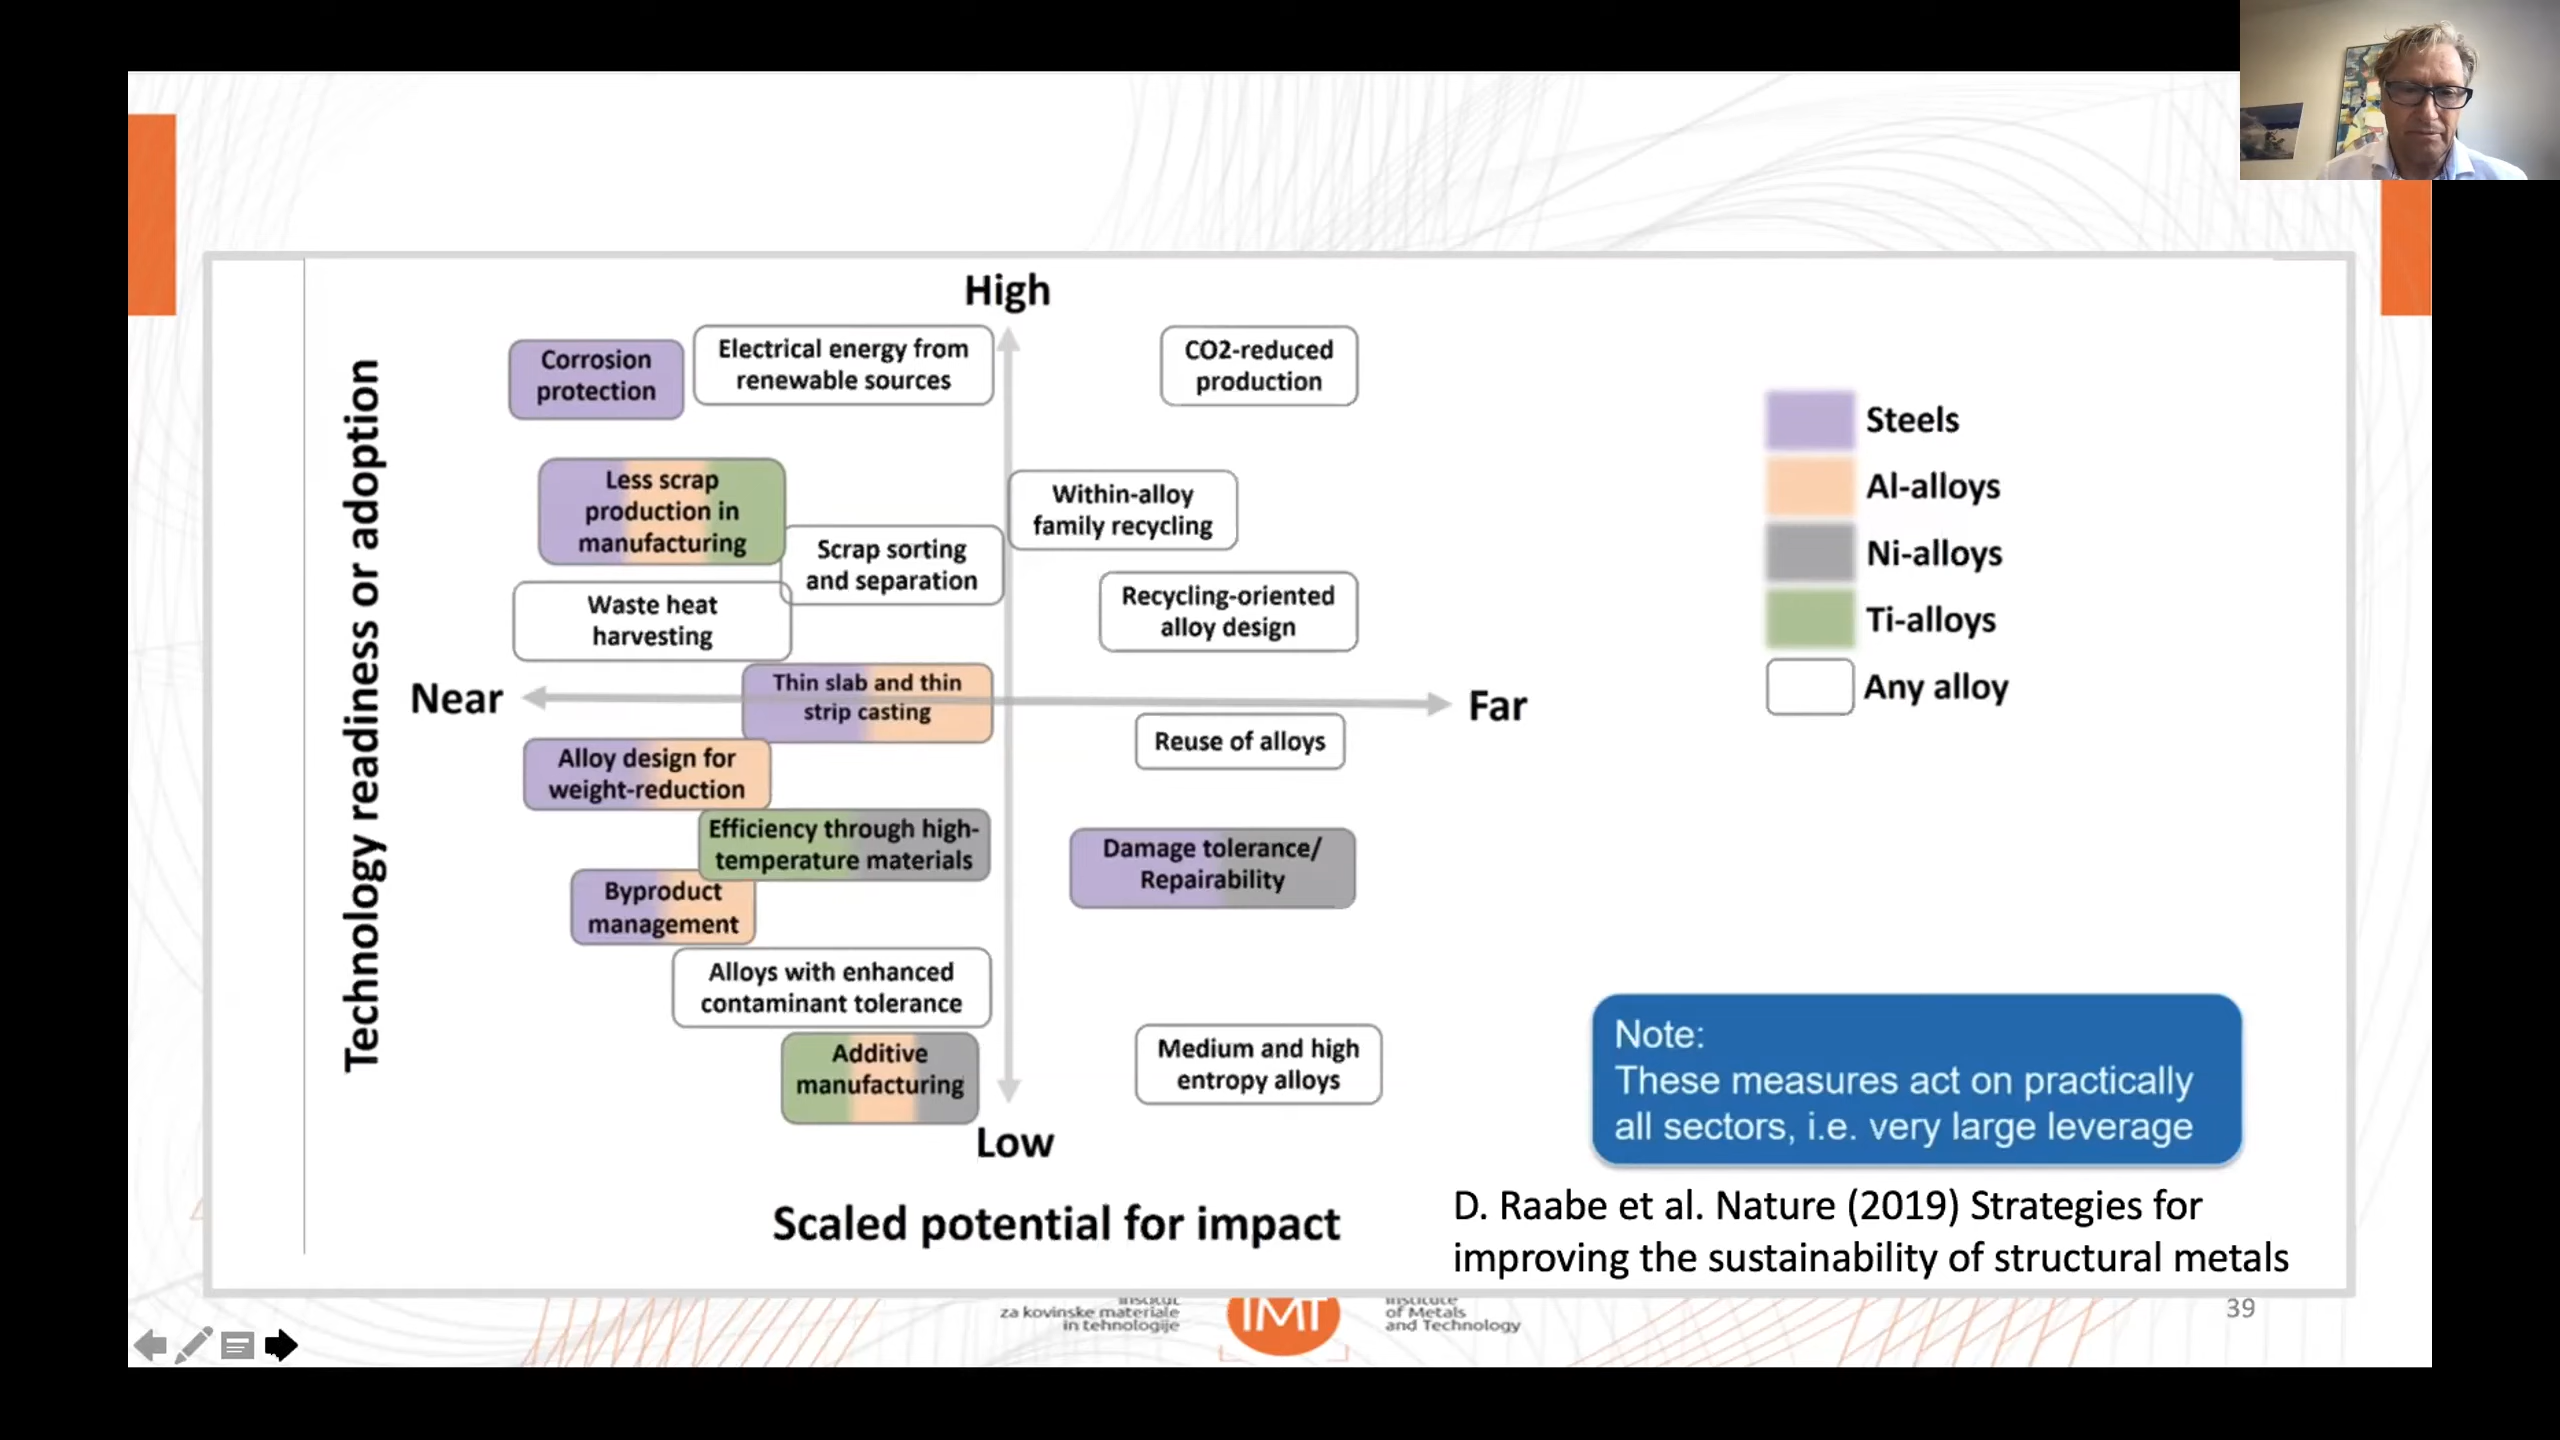 High
Technology readiness or adoption
Corrosion
protection
Electrical energy from
renewable sources
CO2-reduced
production
Less scrap
production in
manufacturing
Within-alloy
family recycling
Scrap sorting
and separation
Recycling-oriented
alloy design
Waste heat
harvesting
Near
Thin slab and thin
strip casting
Far
Reuse of alloys
Alloy design for
weight-reduction
Efficiency through high-
temperature materials
Damage tolerance/
Repairability
Byproduct
management
Alloys with enhanced
contaminant tolerance
Additive
manufacturing
Medium and high
entropy alloys
Low
Scaled potential for impact
Steels
Al-alloys
Ni-alloys
Ti-alloys
Any alloy
Note:
These measures act on practically
all sectors, i.e. very large leverage
D. Raabe et al. Nature (2019) Strategies for
improving the sustainability of structural metals
za kovinske materiale
in tehnologije
IMT
of Metals
and Technology
39